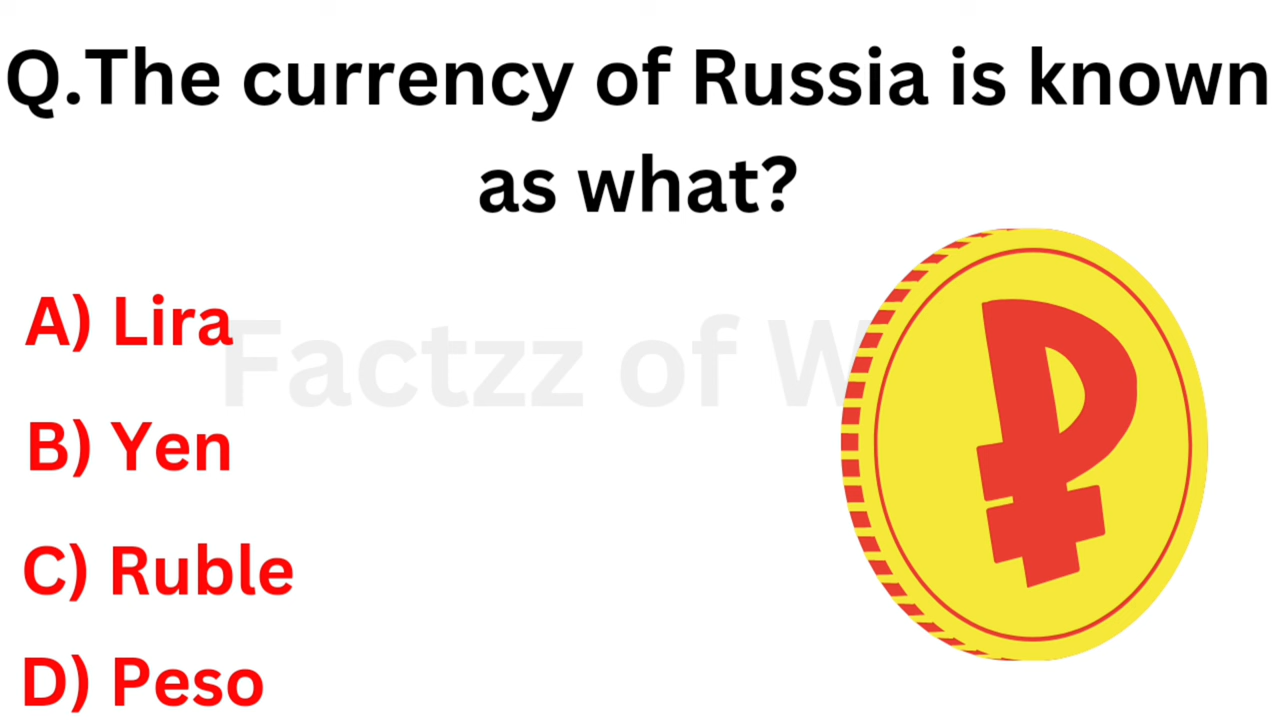 Q.The currency of Russia is known
as what?
A) Lira
Factzz of W
B) Yen
C) Ruble
D) Peso